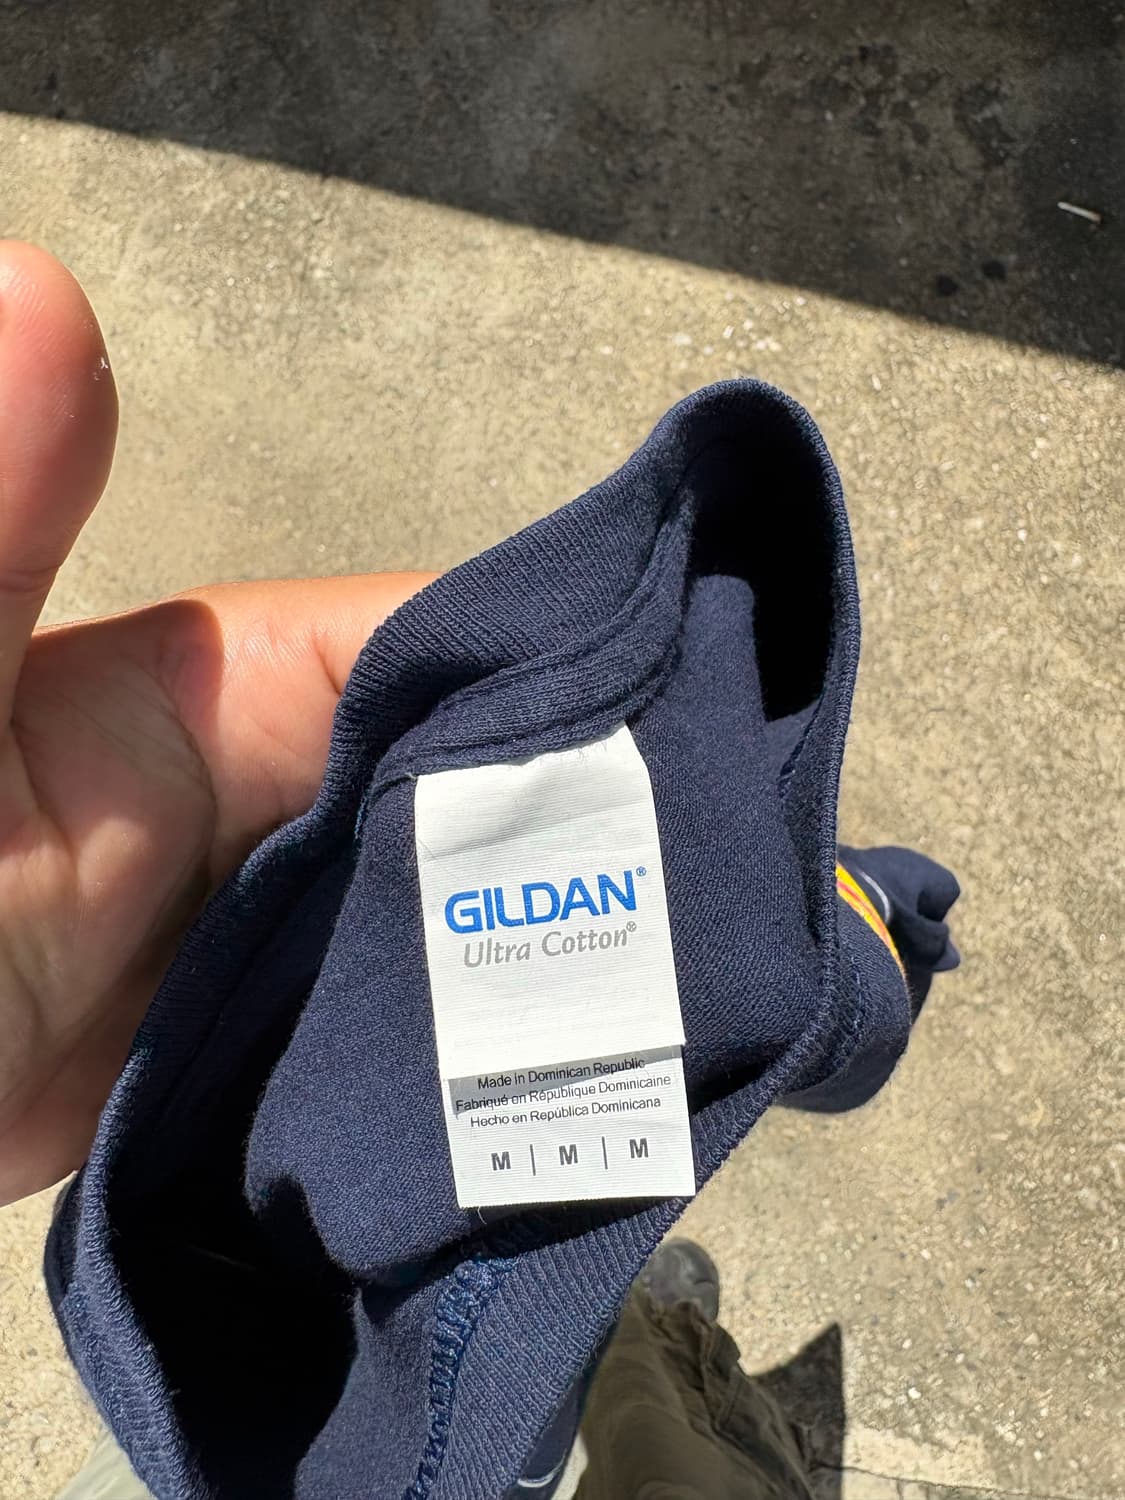 GILDAN®
Ultra Cotton®
Made in Dominican Republic
Fabriqué en République Dominicaine
Hecho en República Dominicana
M | M | M